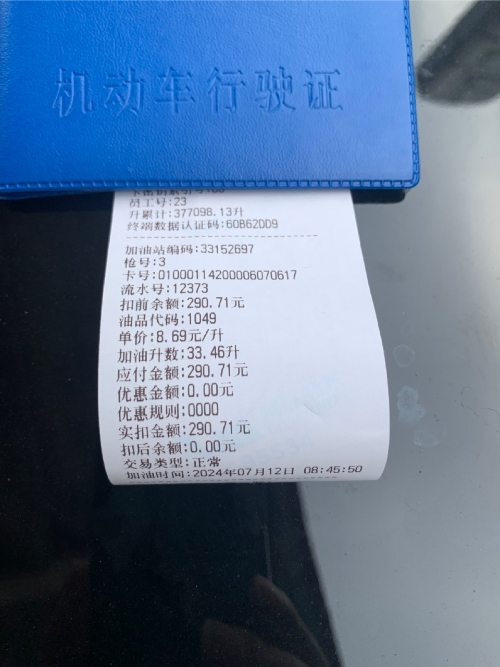 机动车行驶证
员工号:23
升累计:377098.13升
终端数据认证码:60B62DD9
加油站编码:33152697
枪号:3
卡号:01000114200006070617
流水号:12373
扣前余额:290.71元
油品代码:1049
单价:8.69元/升
加油升数:33.46升
应付金额:290.71元
优惠金额:0.00元
优惠规则:0000
实扣金额:290.71元
扣后余额:0.00元
交易类型:正常
加油时间:2024年07月12日 08:45:50